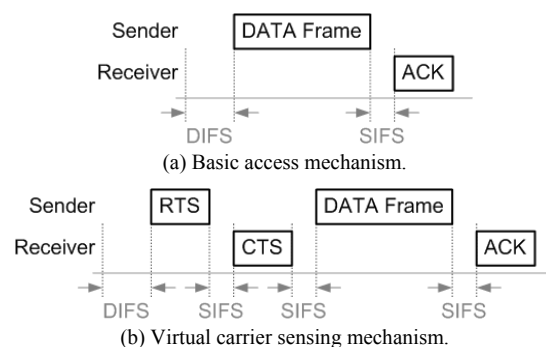 Sender DATA Frame
Receiver ACK
DIFS SIFS
(a) Basic access mechanism.
Sender RTS DATA Frame
Receiver CTS ACK
DIFS SIFS SIFS SIFS
(b) Virtual carrier sensing mechanism.